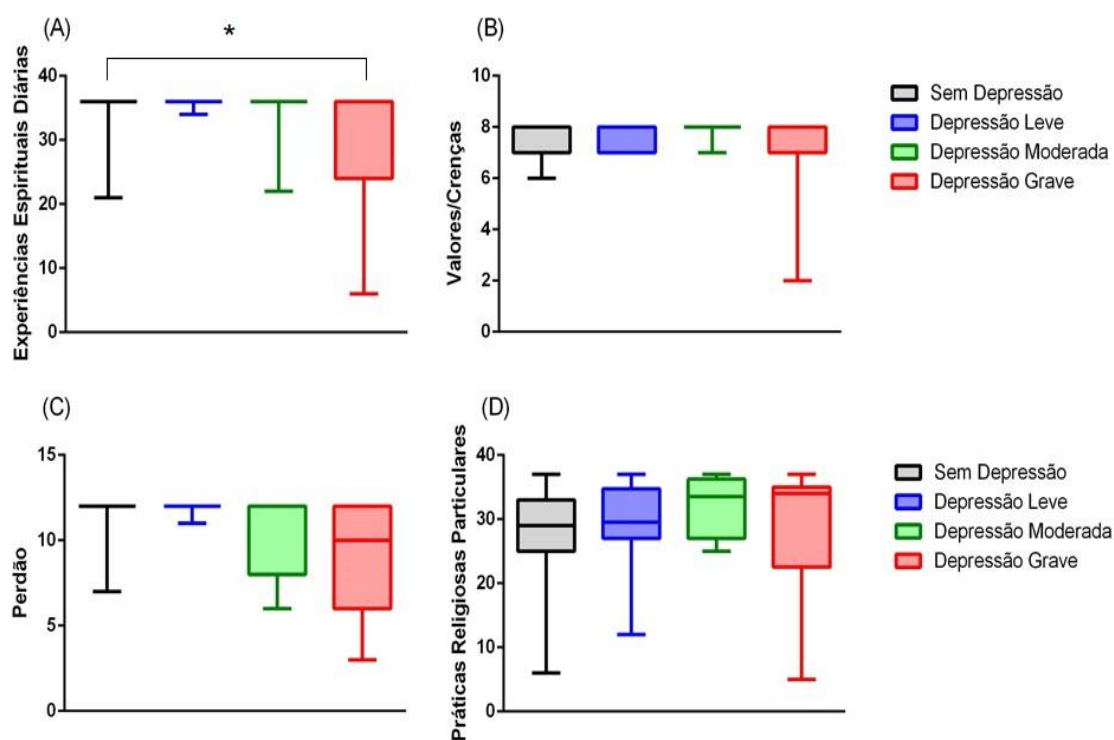 (A)
*
Experiências Espirituais Diárias
40
30
20
10
0
(B)
Valores/Crenças
10
8
6
4
2
0
Sem Depressão
Depressão Leve
Depressão Moderada
Depressão Grave
(C)
Perdão
15
10
5
0
(D)
Práticas Religiosas Particulares
40
30
20
10
0
Sem Depressão
Depressão Leve
Depressão Moderada
Depressão Grave